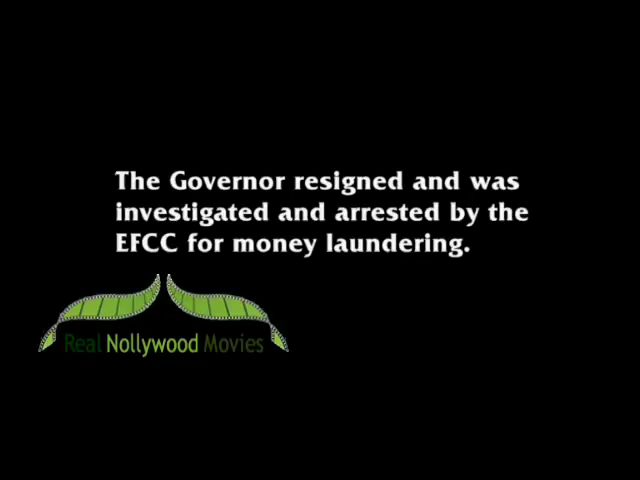 The Governor resigned and was
investigated and arrested by the
EFCC for money laundering.
Real Nollywood Movies